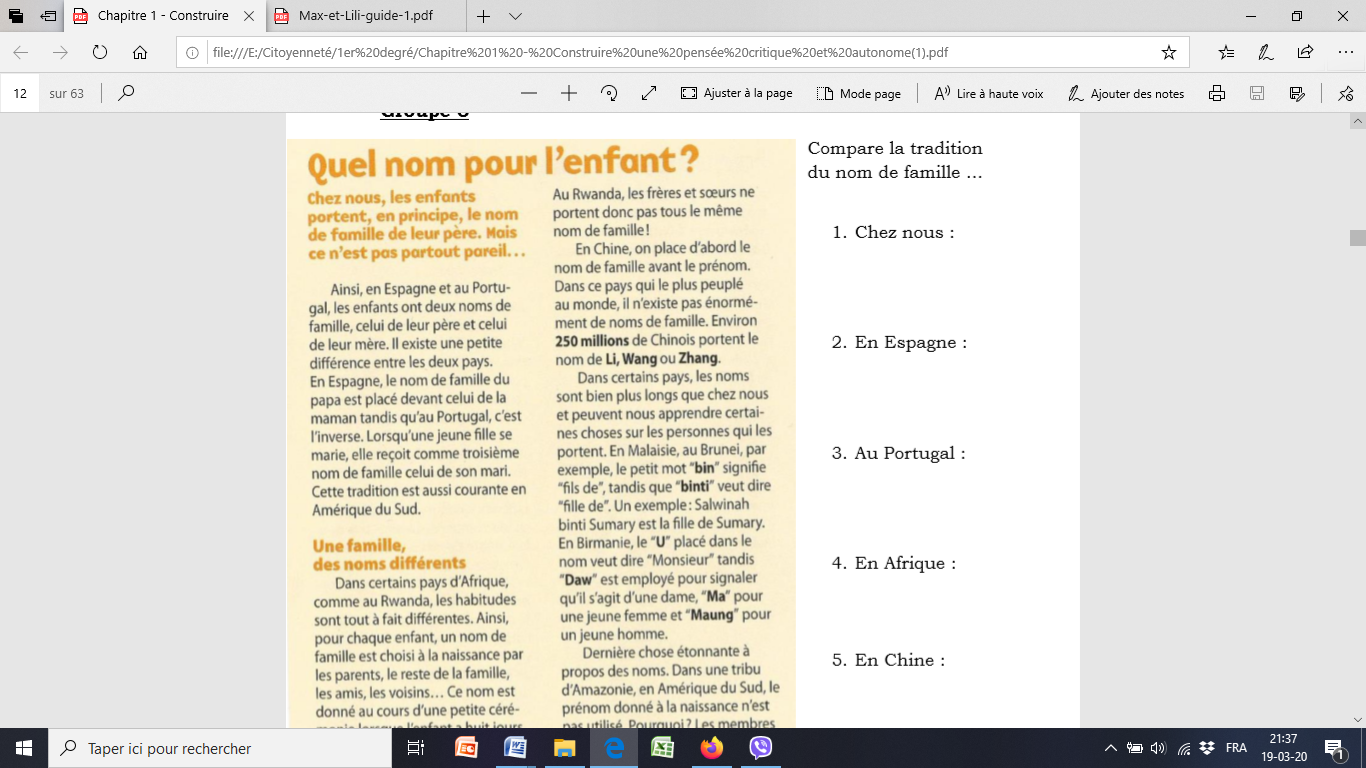 Chapitre 1 - Construire
Max-et-Lili-guide-1.pdf
file:///E:/Citoyenneté/1er%20degré/Chapitre%201%20-%20Construire%20une%20pensée%20critique%20et%20autonome(1).pdf
12 sur 63
Ajuster à la page
Mode page
Lire à haute voix
Ajouter des notes
Quel nom pour l'enfant ?
Chez nous, les enfants
portent, en principe, le nom
de famille de leur père. Mais
ce n'est pas partout pareil...
Ainsi, en Espagne et au Portu-
gal, les enfants ont deux noms de
famille, celui de leur père et celui
de leur mère. Il existe une petite
différence entre les deux pays.
En Espagne, le nom de famille du
papa est placé devant celui de la
maman tandis qu'au Portugal, c'est
l'inverse. Lorsqu'une jeune fille se
marie, elle reçoit comme troisième
nom de famille celui de son mari.
Cette tradition est aussi courante en
Amérique du Sud.
Une famille,
des noms différents
Dans certains pays d'Afrique,
comme au Rwanda, les habitudes
sont tout à fait différentes. Ainsi,
pour chaque enfant, un nom de
famille est choisi à la naissance par
les parents, le reste de la famille,
les amis, les voisins... Ce nom est
donné au cours d'une petite céré-
monie lorsque l'enfant a huit jours
Au Rwanda, les frères et sœurs ne
portent donc pas tous le même
nom de famille !
En Chine, on place d'abord le
nom de famille avant le prénom.
Dans ce pays qui le plus peuplé
au monde, il n'existe pas énormé-
ment de noms de famille. Environ
250 millions de Chinois portent le
nom de Li, Wang ou Zhang.
Dans certains pays, les noms
sont bien plus longs que chez nous
et peuvent nous apprendre certai-
nes choses sur les personnes qui les
portent. En Malaisie, au Brunei, par
exemple, le petit mot "bin" signifie
"fils de", tandis que "binti" veut dire
"fille de". Un exemple : Salwinah
binti Sumary est la fille de Sumary.
En Birmanie, le "U" placé dans le
nom veut dire "Monsieur" tandis
"Daw" est employé pour signaler
qu'il s'agit d'une dame, "Ma" pour
une jeune femme et "Maung" pour
un jeune homme.
Dernière chose étonnante à
propos des noms. Dans une tribu
d'Amazonie, en Amérique du Sud, le
prénom donné à la naissance n'est
pas utilisé. Pourquoi ? Les membres
Compare la tradition
du nom de famille ...
1. Chez nous :
2. En Espagne :
3. Au Portugal :
4. En Afrique :
5. En Chine :
Taper ici pour rechercher
FRA
21:37
19-03-20
1